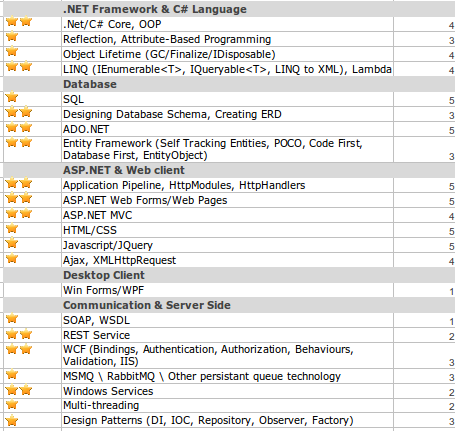 .NET Framework & C# Language
.Net/C# Core, OOP 4
Reflection, Attribute-Based Programming 3
Object Lifetime (GC/Finalize/IDisposable) 4
LINQ (IEnumerable<T>, IQueryable<T>, LINQ to XML), Lambda 4
Database
SQL 5
Designing Database Schema, Creating ERD 3
ADO.NET 5
Entity Framework (Self Tracking Entities, POCO, Code First,
Database First, EntityObject) 3
ASP.NET & Web client
Application Pipeline, HttpModules, HttpHandlers 5
ASP.NET Web Forms/Web Pages 5
ASP.NET MVC 4
HTML/CSS 5
Javascript/JQuery 5
Ajax, XMLHttpRequest 4
Desktop Client
Win Forms/WPF 1
Communication & Server Side
SOAP, WSDL 1
REST Service 2
WCF (Bindings, Authentication, Authorization, Behaviours,
Validation, IIS) 3
MSMQ \ RabbitMQ \ Other persistant queue technology 3
Windows Services 2
Multi-threading 2
Design Patterns (DI, IOC, Repository, Observer, Factory) 3